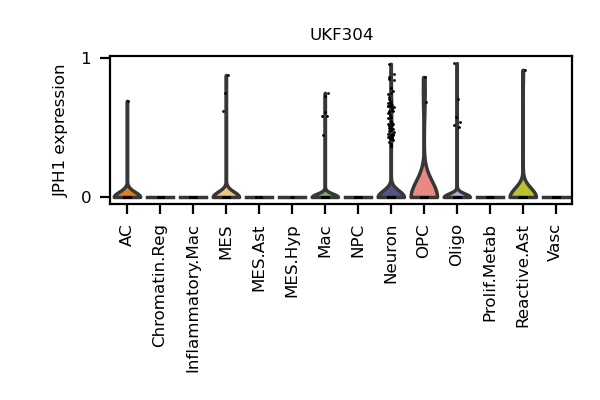 UKF304
JPH1 expression
1
0
AC
Chromatin.Reg
Inflammatory.Mac
MES
MES.Ast
MES.Hyp
Mac
NPC
Neuron
OPC
Oligo
Prolif.Metab
Reactive.Ast
Vasc